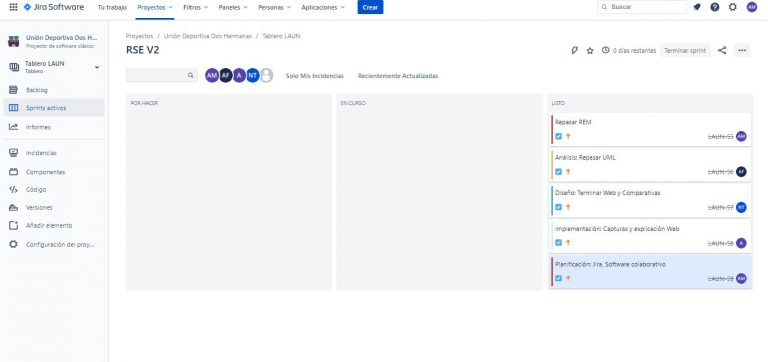 Jira Software
Tu trabajo
Proyectos
Filtros
Paneles
Personas
Aplicaciones
Crear
Buscar
AM
Unión Deportiva Dos H...
Proyecto de software clásico
Tablero LAUN
Tablero
Backlog
Sprints activos
Informes
Incidencias
Componentes
Código
Versiones
Añadir elemento
Configuración del proy...
Proyectos / Unión Deportiva Dos Hermanas / Tablero LAUN
RSE V2
0 días restantes
Terminar sprint
AM AF A NT
Solo Mis Incidencias
Recientemente Actualizadas
POR HACER
EN CURSO
LISTO
Repasar REM
LAUN-55 AM
Análisis: Repasar UML
LAUN-56 AF
Diseño: Terminar Web y Comparativas
LAUN-57 NT
Implementación: Capturas y explicación Web
LAUN-58 A
Planificación: Jira, Software colaborativo
LAUN-59 AM